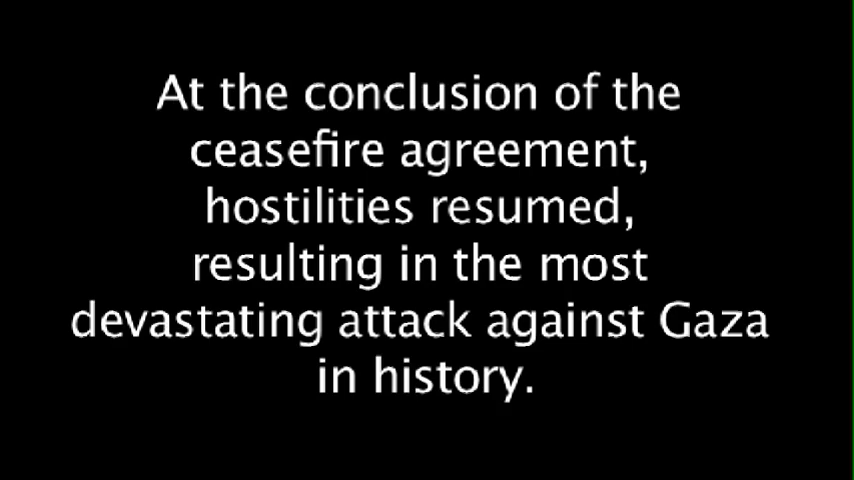 At the conclusion of the
ceasefire agreement,
hostilities resumed,
resulting in the most
devastating attack against Gaza
in history.